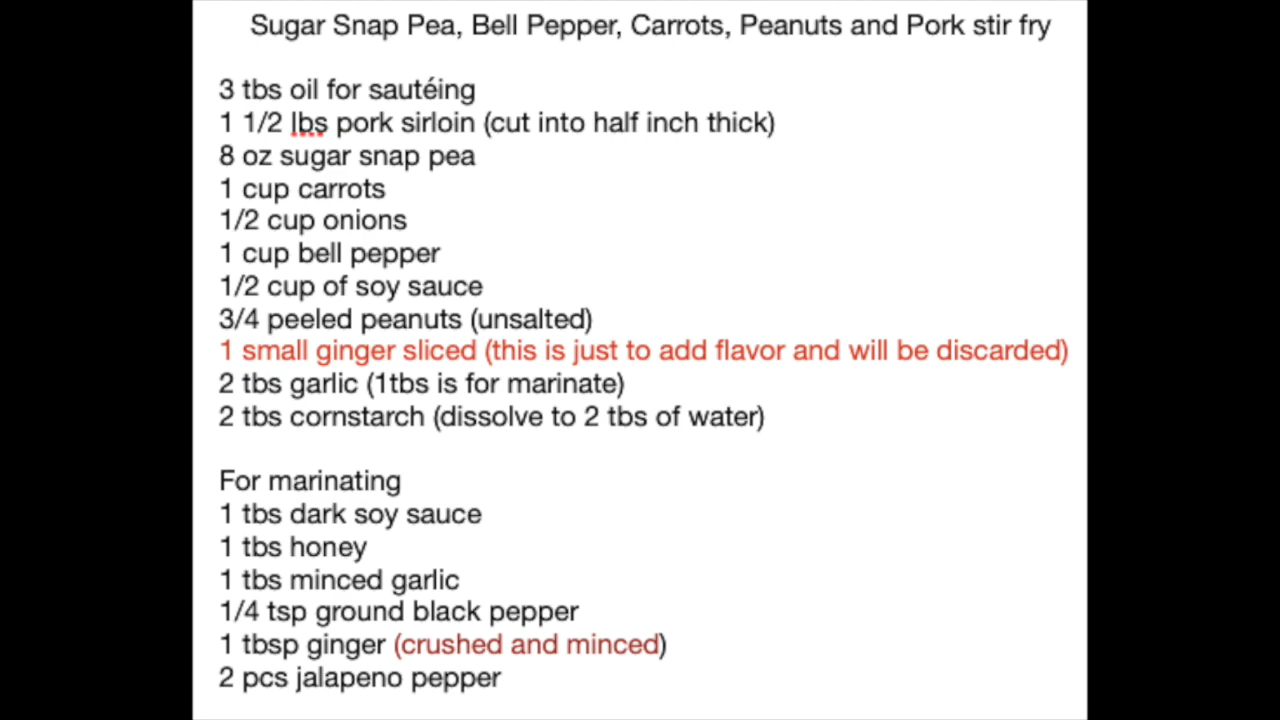 Sugar Snap Pea, Bell Pepper, Carrots, Peanuts and Pork stir fry
3 tbs oil for sautéing
1 1/2 lbs pork sirloin (cut into half inch thick)
8 oz sugar snap pea
1 cup carrots
1/2 cup onions
1 cup bell pepper
1/2 cup of soy sauce
3/4 peeled peanuts (unsalted)
1 small ginger sliced (this is just to add flavor and will be discarded)
2 tbs garlic (1tbs is for marinate)
2 tbs cornstarch (dissolve to 2 tbs of water)
For marinating
1 tbs dark soy sauce
1 tbs honey
1 tbs minced garlic
1/4 tsp ground black pepper
1 tbsp ginger (crushed and minced)
2 pcs jalapeno pepper